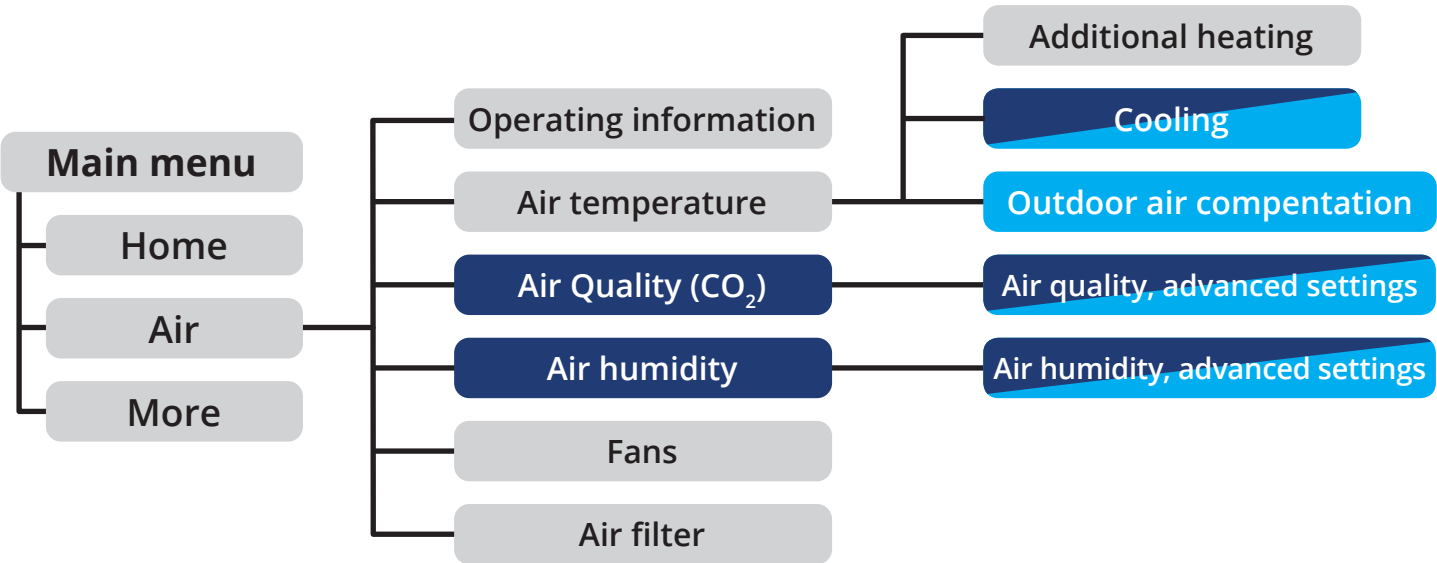 Main menu
Home
Air
More
Operating information
Air temperature
Air Quality (CO₂)
Air humidity
Fans
Air filter
Additional heating
Cooling
Outdoor air compentation
Air quality, advanced settings
Air humidity, advanced settings